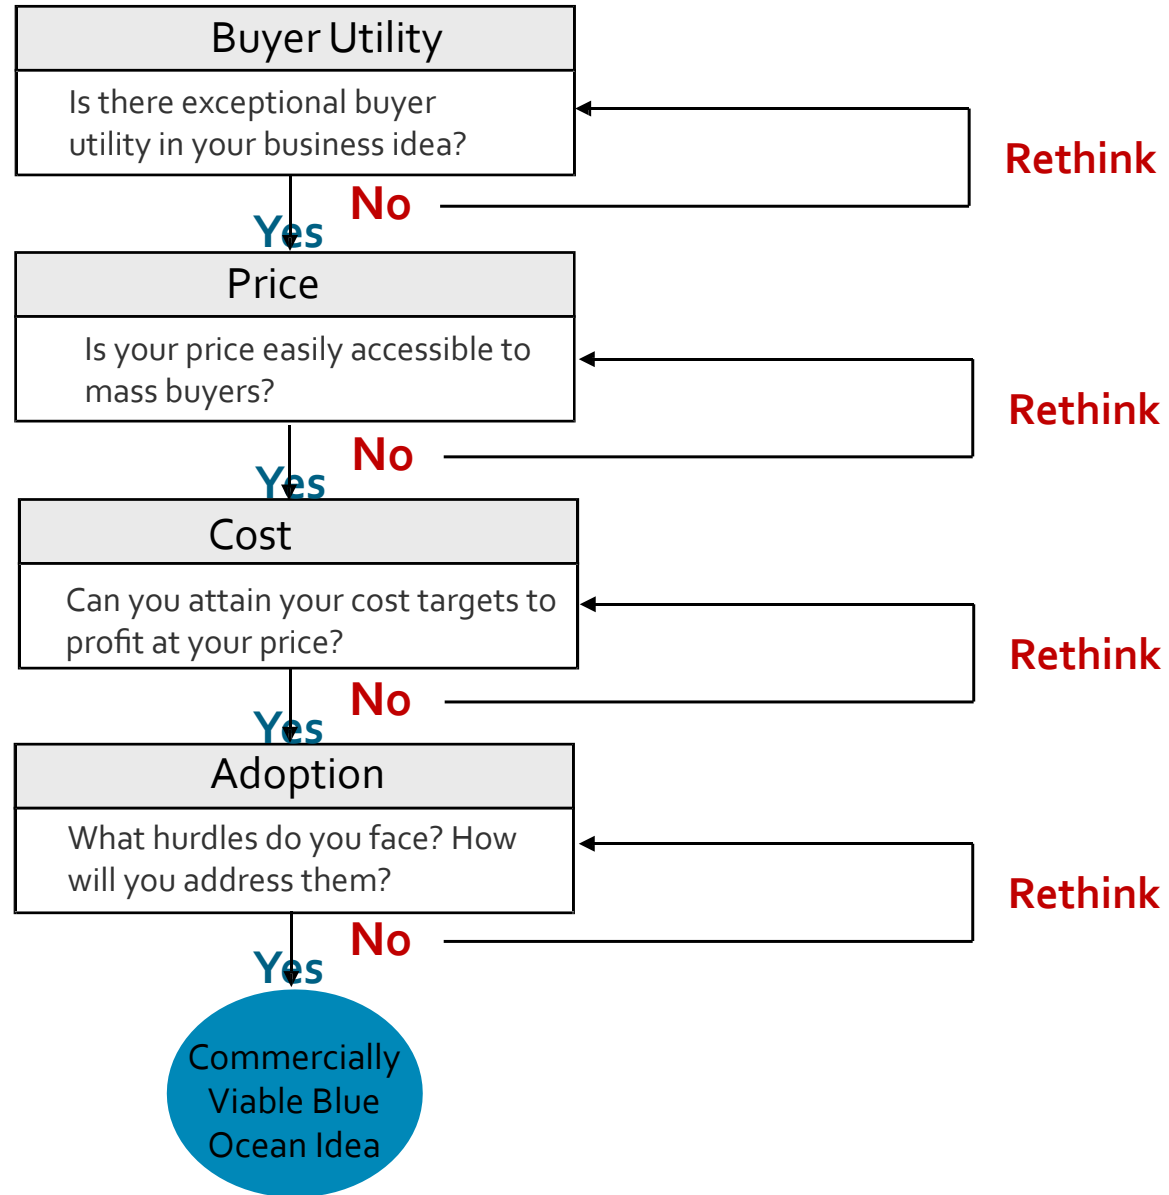 Buyer Utility
Is there exceptional buyer
utility in your business idea?
Rethink
No
Yes
Price
Is your price easily accessible to
mass buyers?
Rethink
No
Yes
Cost
Can you attain your cost targets to
profit at your price?
Rethink
No
Yes
Adoption
What hurdles do you face? How
will you address them?
Rethink
No
Yes
Commercially
Viable Blue
Ocean Idea